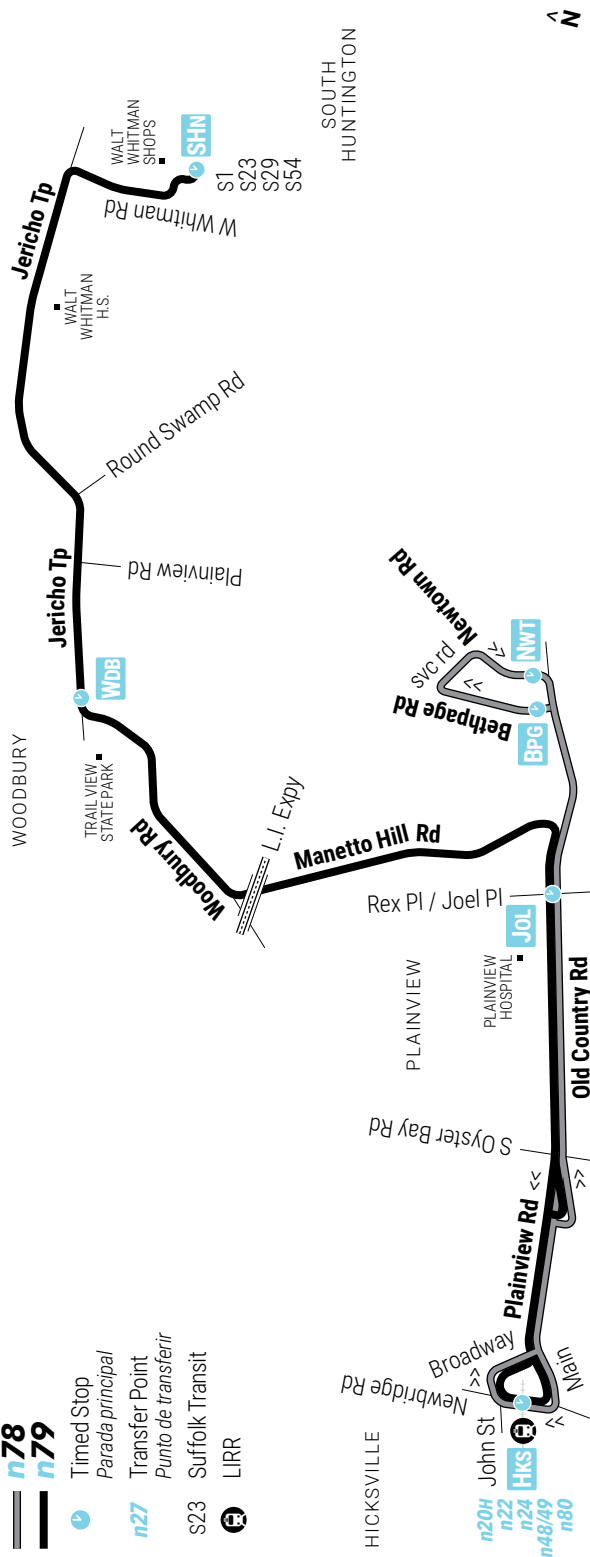 n78
n79
Timed Stop
Parada principal
n27
Transfer Point
Punto de transferir
S23
Suffolk Transit
LIRR
HICKSVILLE
n20H
n22
n24
n48/49
n80
HKS
John St
Newbridge Rd
Broadway
Main
>>
>>
Plainview Rd
<<
>>
S Oyster Bay Rd
Old Country Rd
PLAINVIEW
PLAINVIEW
HOSPITAL
JOL
Rex Pl / Joel Pl
Manetto Hill Rd
L.I. Expy
Woodbury Rd
BPG
Bethpage Rd
>>
svc rd
>>
NWT
Newtown Rd
WOODBURY
TRAIL VIEW
STATE PARK
WDB
Jericho Tp
Plainview Rd
Round Swamp Rd
WALT
WHITMAN
H.S.
Jericho Tp
W Whitman Rd
WALT
WHITMAN
SHOPS
SHN
S1
S23
S29
S54
SOUTH
HUNTINGTON
N